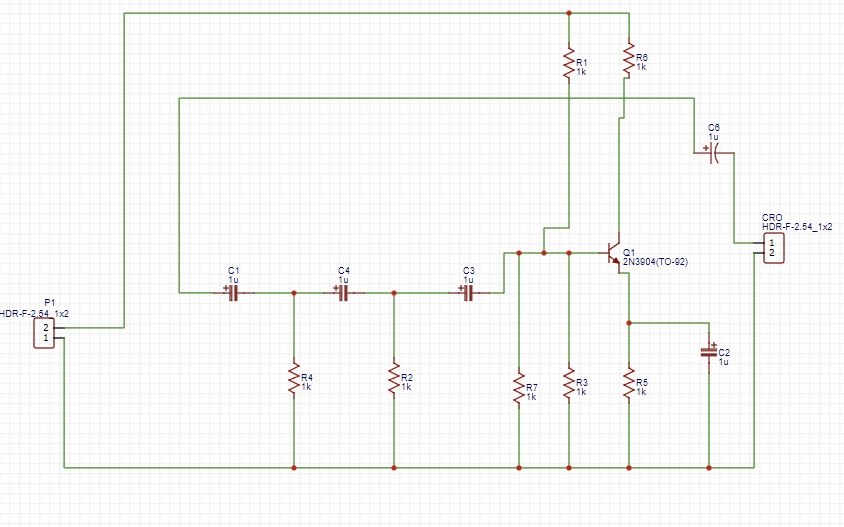 R1
1k
R6
1k
C6
1u
+
CRO
HDR-F-2.54_1x2
1
2
Q1
2N3904(TO-92)
C1
1u
+
C4
1u
+
C3
1u
+
P1
HDR-F-2.54_1x2
2
1
+
C2
1u
R4
1k
R2
1k
R7
1k
R3
1k
R5
1k